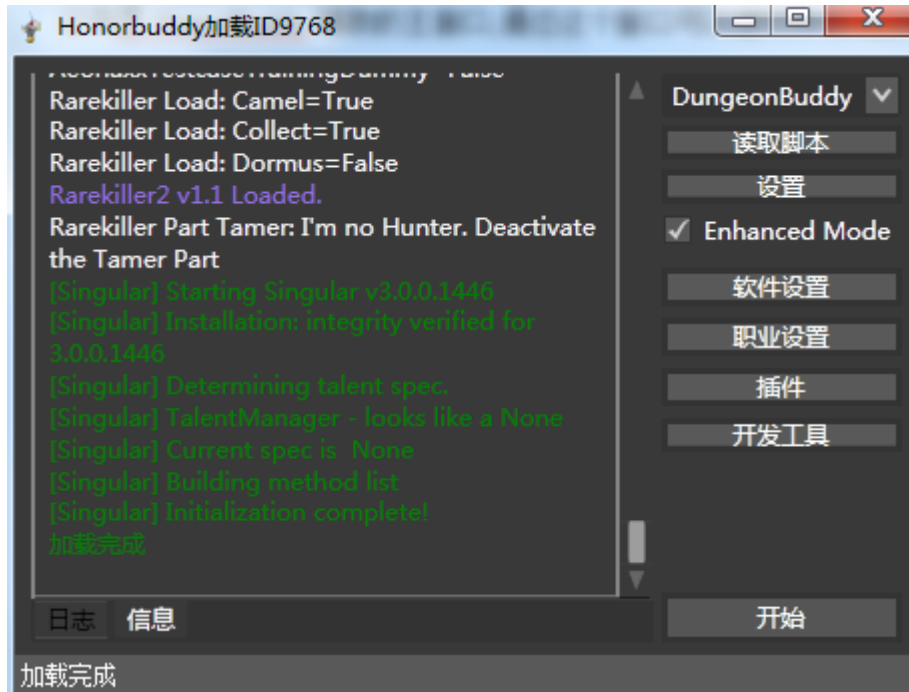 Honorbuddy加载ID9768
Rarekiller Load: Camel=True
Rarekiller Load: Collect=True
Rarekiller Load: Dormus=False
Rarekiller2 v1.1 Loaded.
Rarekiller Part Tamer: I'm no Hunter. Deactivate
the Tamer Part
[Singular] Starting Singular v3.0.0.1446
[Singular] Installation: integrity verified for
3.0.0.1446
[Singular] Determining talent spec.
[Singular] TalentManager - looks like a None
[Singular] Current spec is  None
[Singular] Building method list
[Singular] Initialization complete!
加载完成
日志
信息
DungeonBuddy
读取脚本
设置
Enhanced Mode
软件设置
职业设置
插件
开发工具
开始
加载完成